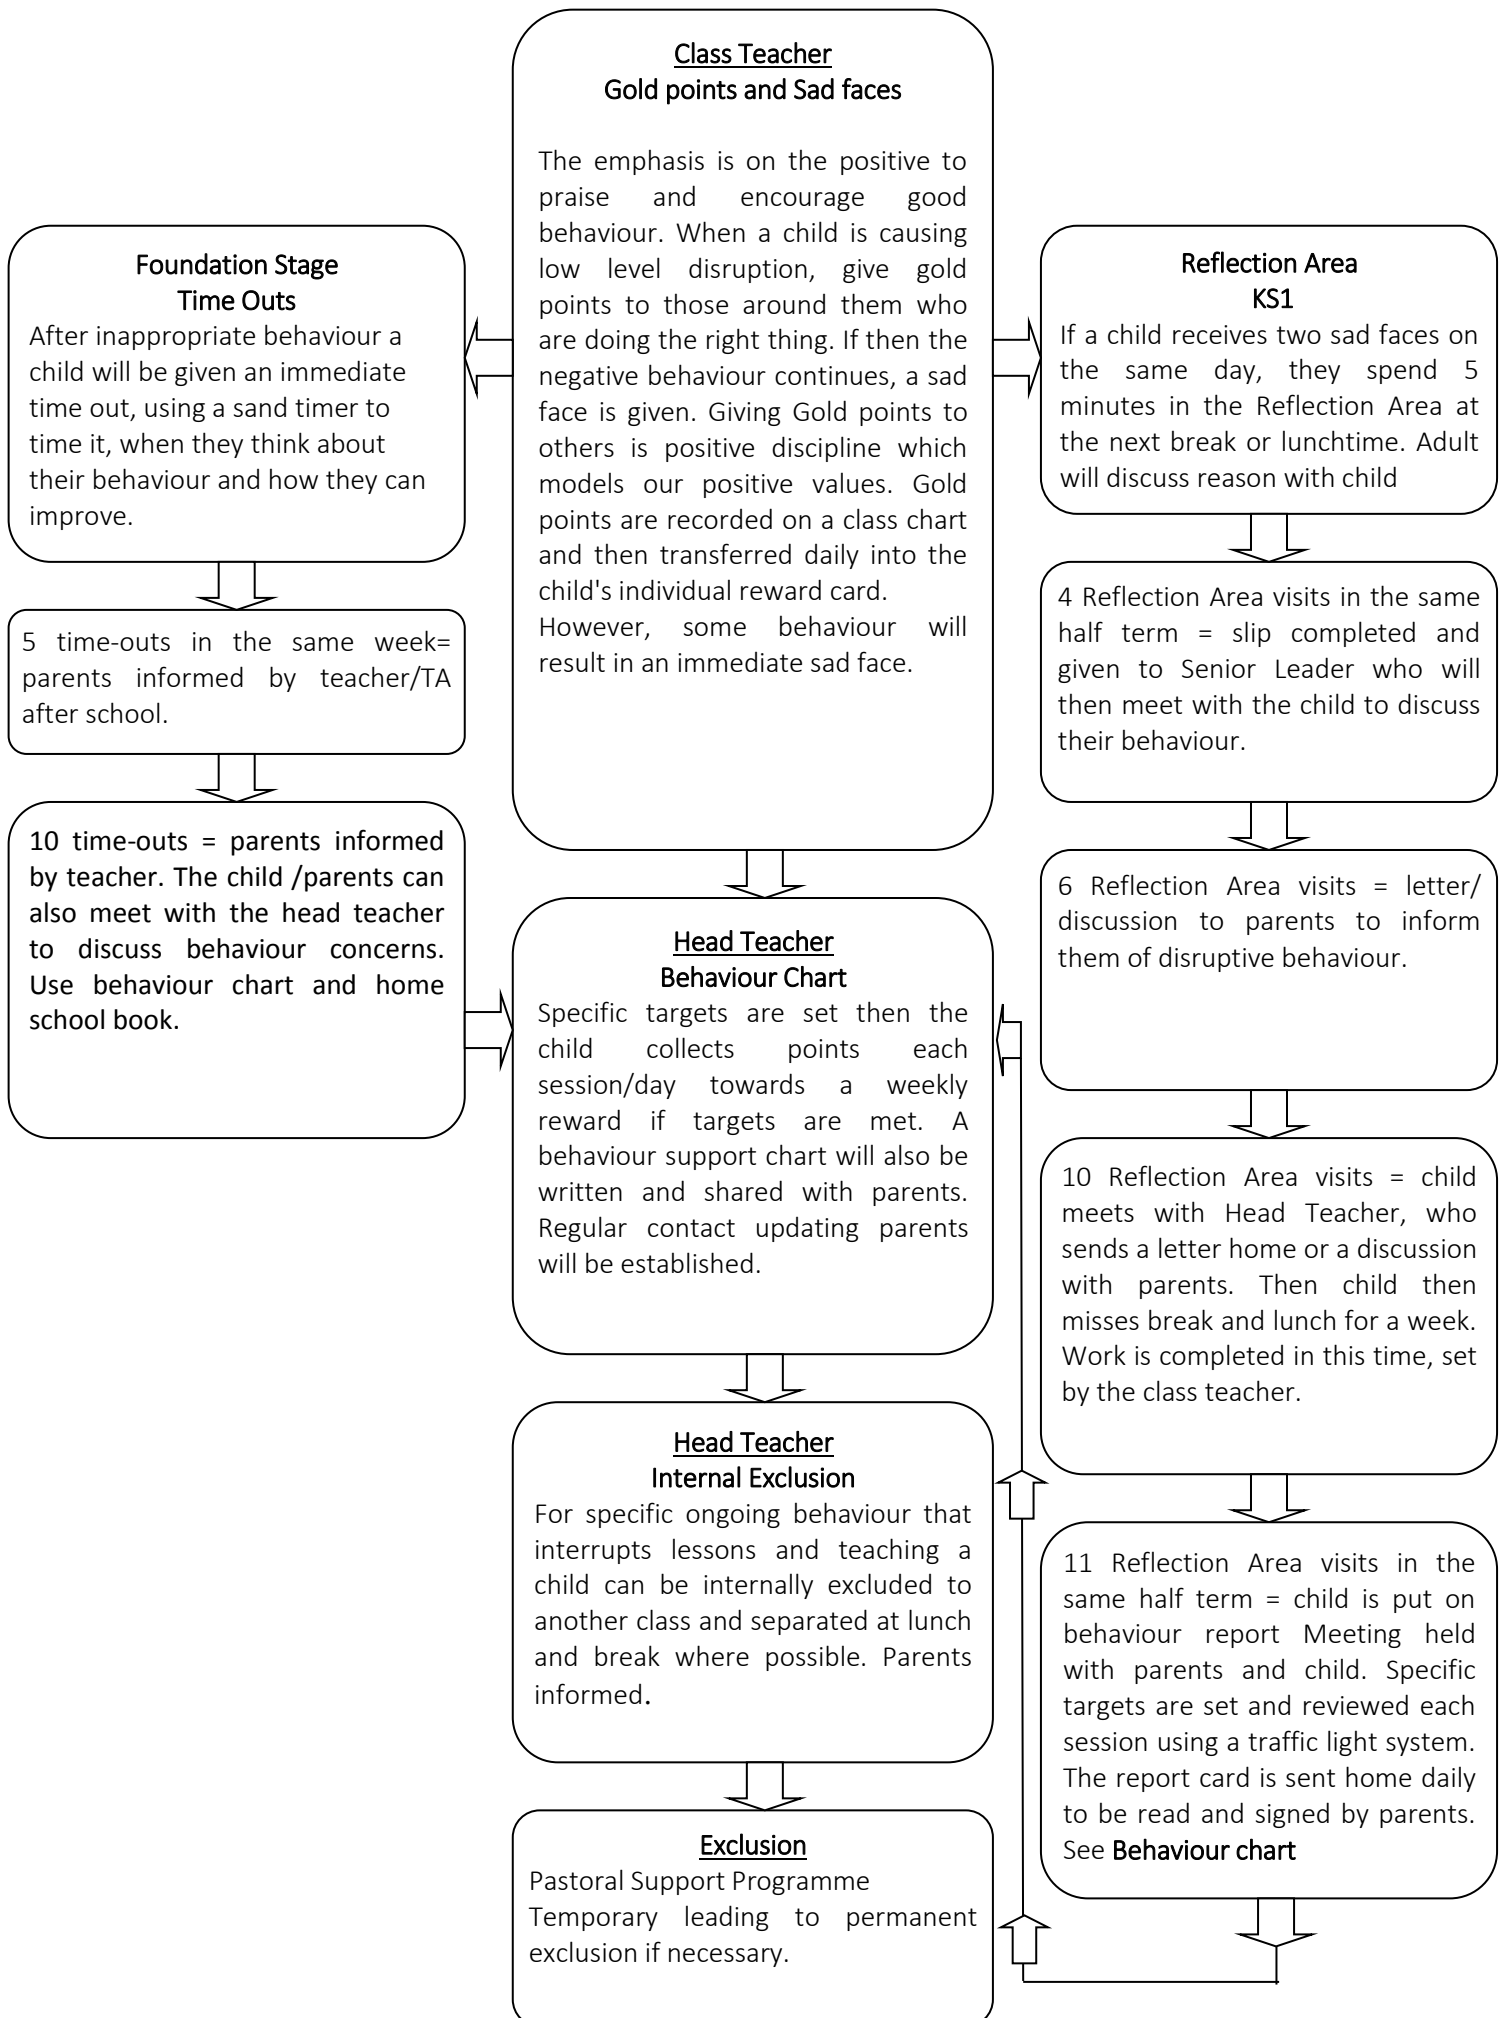 Class Teacher
Gold points and Sad faces
The emphasis is on the positive to
praise and encourage good
behaviour. When a child is causing
low level disruption, give gold
points to those around them who
are doing the right thing. If then the
negative behaviour continues, a sad
face is given. Giving Gold points to
others is positive discipline which
models our positive values. Gold
points are recorded on a class chart
and then transferred daily into the
child's individual reward card.
However, some behaviour will
result in an immediate sad face.
Foundation Stage
Time Outs
After inappropriate behaviour a
child will be given an immediate
time out, using a sand timer to
time it, when they think about
their behaviour and how they can
improve.
5 time-outs in the same week=
parents informed by teacher/TA
after school.
10 time-outs = parents informed
by teacher. The child /parents can
also meet with the head teacher
to discuss behaviour concerns.
Use behaviour chart and home
school book.
Reflection Area
KS1
If a child receives two sad faces on
the same day, they spend 5
minutes in the Reflection Area at
the next break or lunchtime. Adult
will discuss reason with child
4 Reflection Area visits in the same
half term = slip completed and
given to Senior Leader who will
then meet with the child to discuss
their behaviour.
6 Reflection Area visits = letter/
discussion to parents to inform
them of disruptive behaviour.
10 Reflection Area visits = child
meets with Head Teacher, who
sends a letter home or a discussion
with parents. Then child then
misses break and lunch for a week.
Work is completed in this time, set
by the class teacher.
11 Reflection Area visits in the
same half term = child is put on
behaviour report Meeting held
with parents and child. Specific
targets are set and reviewed each
session using a traffic light system.
The report card is sent home daily
to be read and signed by parents.
See Behaviour chart
Head Teacher
Behaviour Chart
Specific targets are set then the
child collects points each
session/day towards a weekly
reward if targets are met. A
behaviour support chart will also be
written and shared with parents.
Regular contact updating parents
will be established.
Head Teacher
Internal Exclusion
For specific ongoing behaviour that
interrupts lessons and teaching a
child can be internally excluded to
another class and separated at lunch
and break where possible. Parents
informed.
Exclusion
Pastoral Support Programme
Temporary leading to permanent
exclusion if necessary.